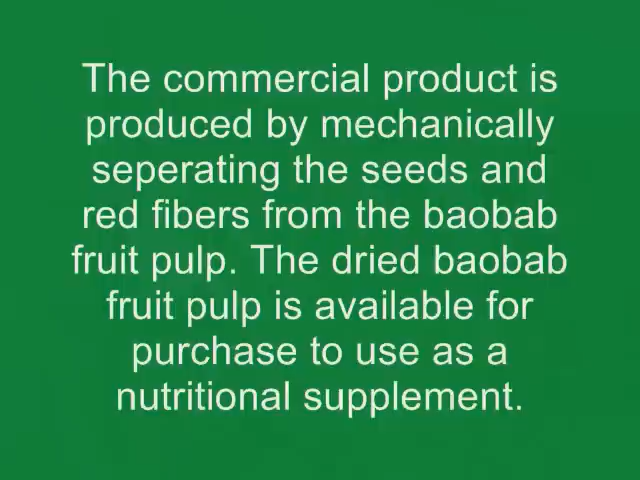 The commercial product is
produced by mechanically
seperating the seeds and
red fibers from the baobab
fruit pulp. The dried baobab
fruit pulp is available for
purchase to use as a
nutritional supplement.